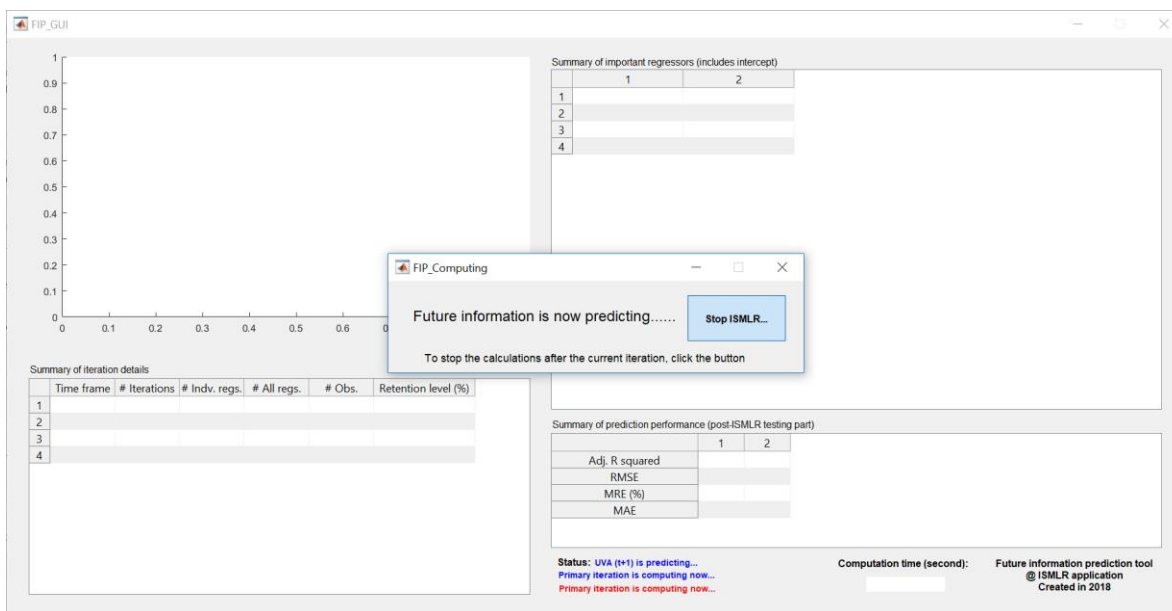 FIP_GUI
1
0.9
0.8
0.7
0.6
0.5
0.4
0.3
0.2
0.1
0
0 0.1 0.2 0.3 0.4 0.5 0.6
Summary of important regressors (includes intercept)
1 2
1
2
3
4
FIP_Computing
Future information is now predicting......
Stop ISMLR...
To stop the calculations after the current iteration, click the button
Summary of iteration details
Time frame # Iterations # Indv. regs. # All regs. # Obs. Retention level (%)
1
2
3
4
Summary of prediction performance (post-ISMLR testing part)
1 2
Adj. R squared
RMSE
MRE (%)
MAE
Status: UVA (t+1) is predicting...
Primary iteration is computing now...
Primary iteration is computing now...
Computation time (second):
Future information prediction tool
@ ISMLR application
Created in 2018